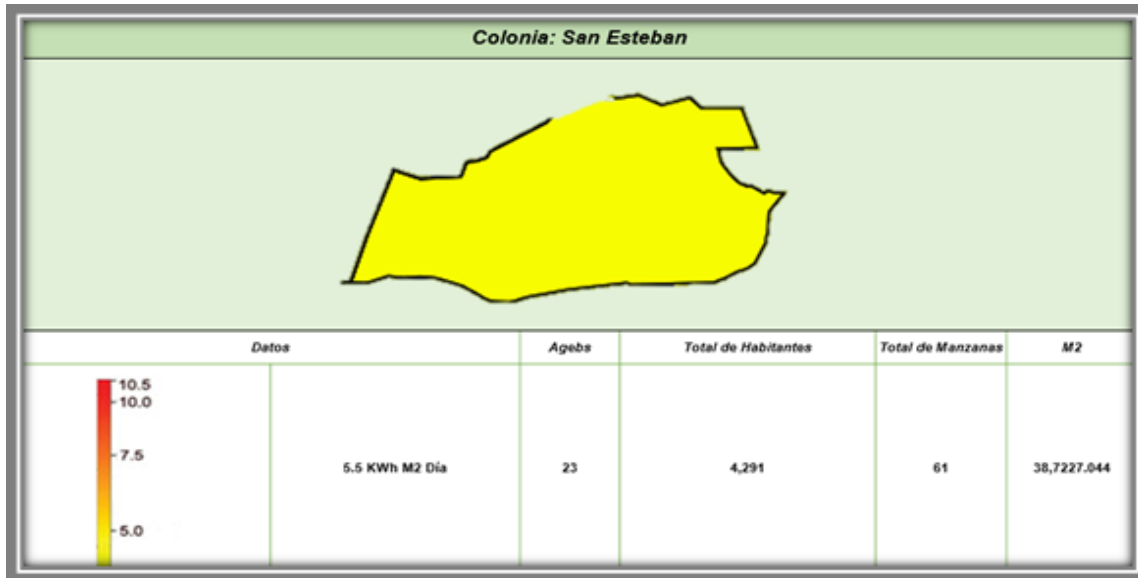 Colonia: San Esteban
Datos Agebs Total de Habitantes Total de Manzanas M2
10.5
10.0
7.5
5.0
5.5 KWh M2 Día 23 4,291 61 38,7227.044